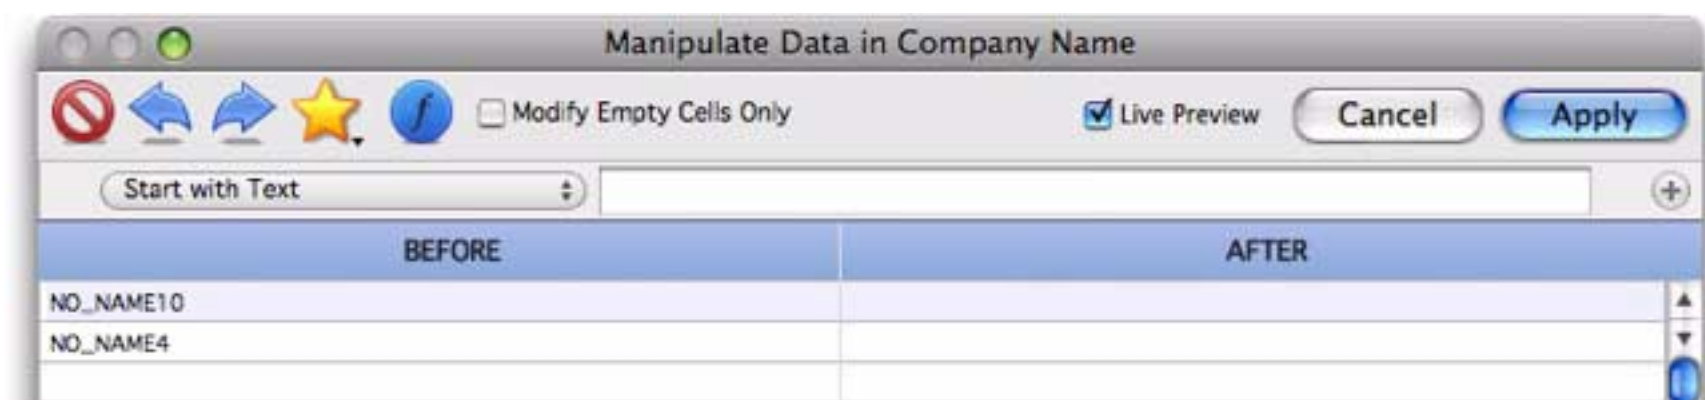 Manipulate Data in Company Name
f Modify Empty Cells Only Live Preview Cancel Apply
Start with Text
BEFORE AFTER
NO_NAME10
NO_NAME4